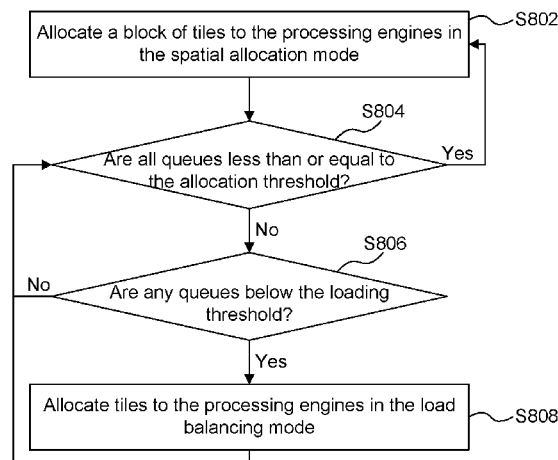 S802
Allocate a block of tiles to the processing engines in
the spatial allocation mode
S804
Are all queues less than or equal to
the allocation threshold?
Yes
No
S806
No
Are any queues below the loading
threshold?
Yes
Allocate tiles to the processing engines in the load
balancing mode
S808